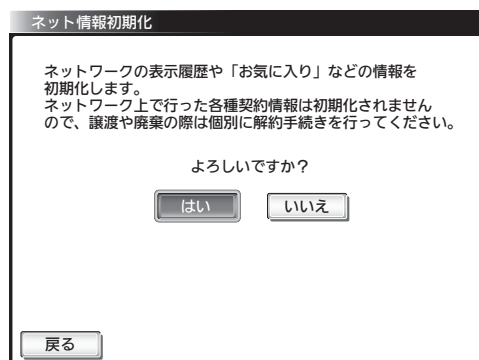 ネット情報初期化
ネットワークの表示履歴や「お気に入り」などの情報を
初期化します。
ネットワーク上で行った各種契約情報は初期化されません
ので、譲渡や廃棄の際は個別に解約手続きを行ってください。
よろしいですか？
はい いいえ
戻る